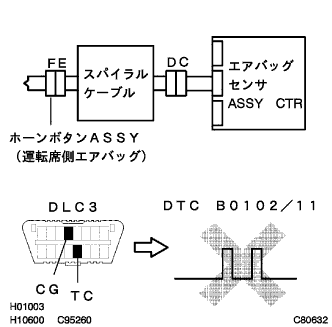 FE
スパイラル
ケーブル
DC
エアバッグ
センサ
ASSY CTR
ホーンボタンASSY
(運転席側エアバッグ)
DLC3
CG
TC
DTC B0102/11
H01003
H10600 C95260
C80632